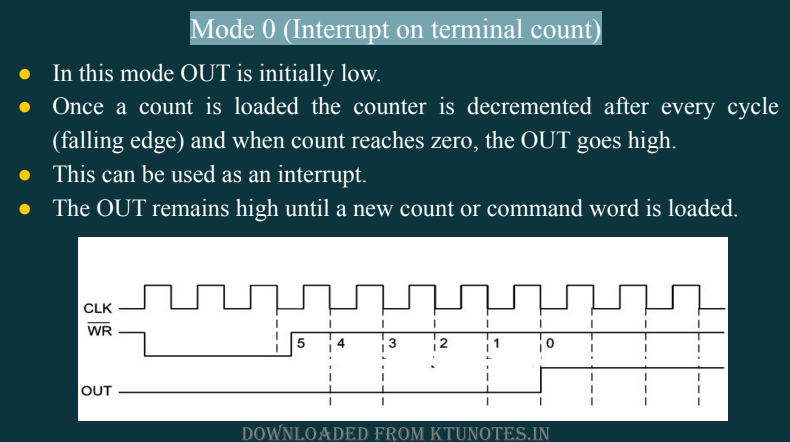 Mode 0 (Interrupt on terminal count)
● In this mode OUT is initially low.
● Once a count is loaded the counter is decremented after every cycle
(falling edge) and when count reaches zero, the OUT goes high.
● This can be used as an interrupt.
● The OUT remains high until a new count or command word is loaded.
CLK
W̅R̅
5 4 3 2 1 0
OUT
DOWNLOADED FROM KTUNOTES.IN